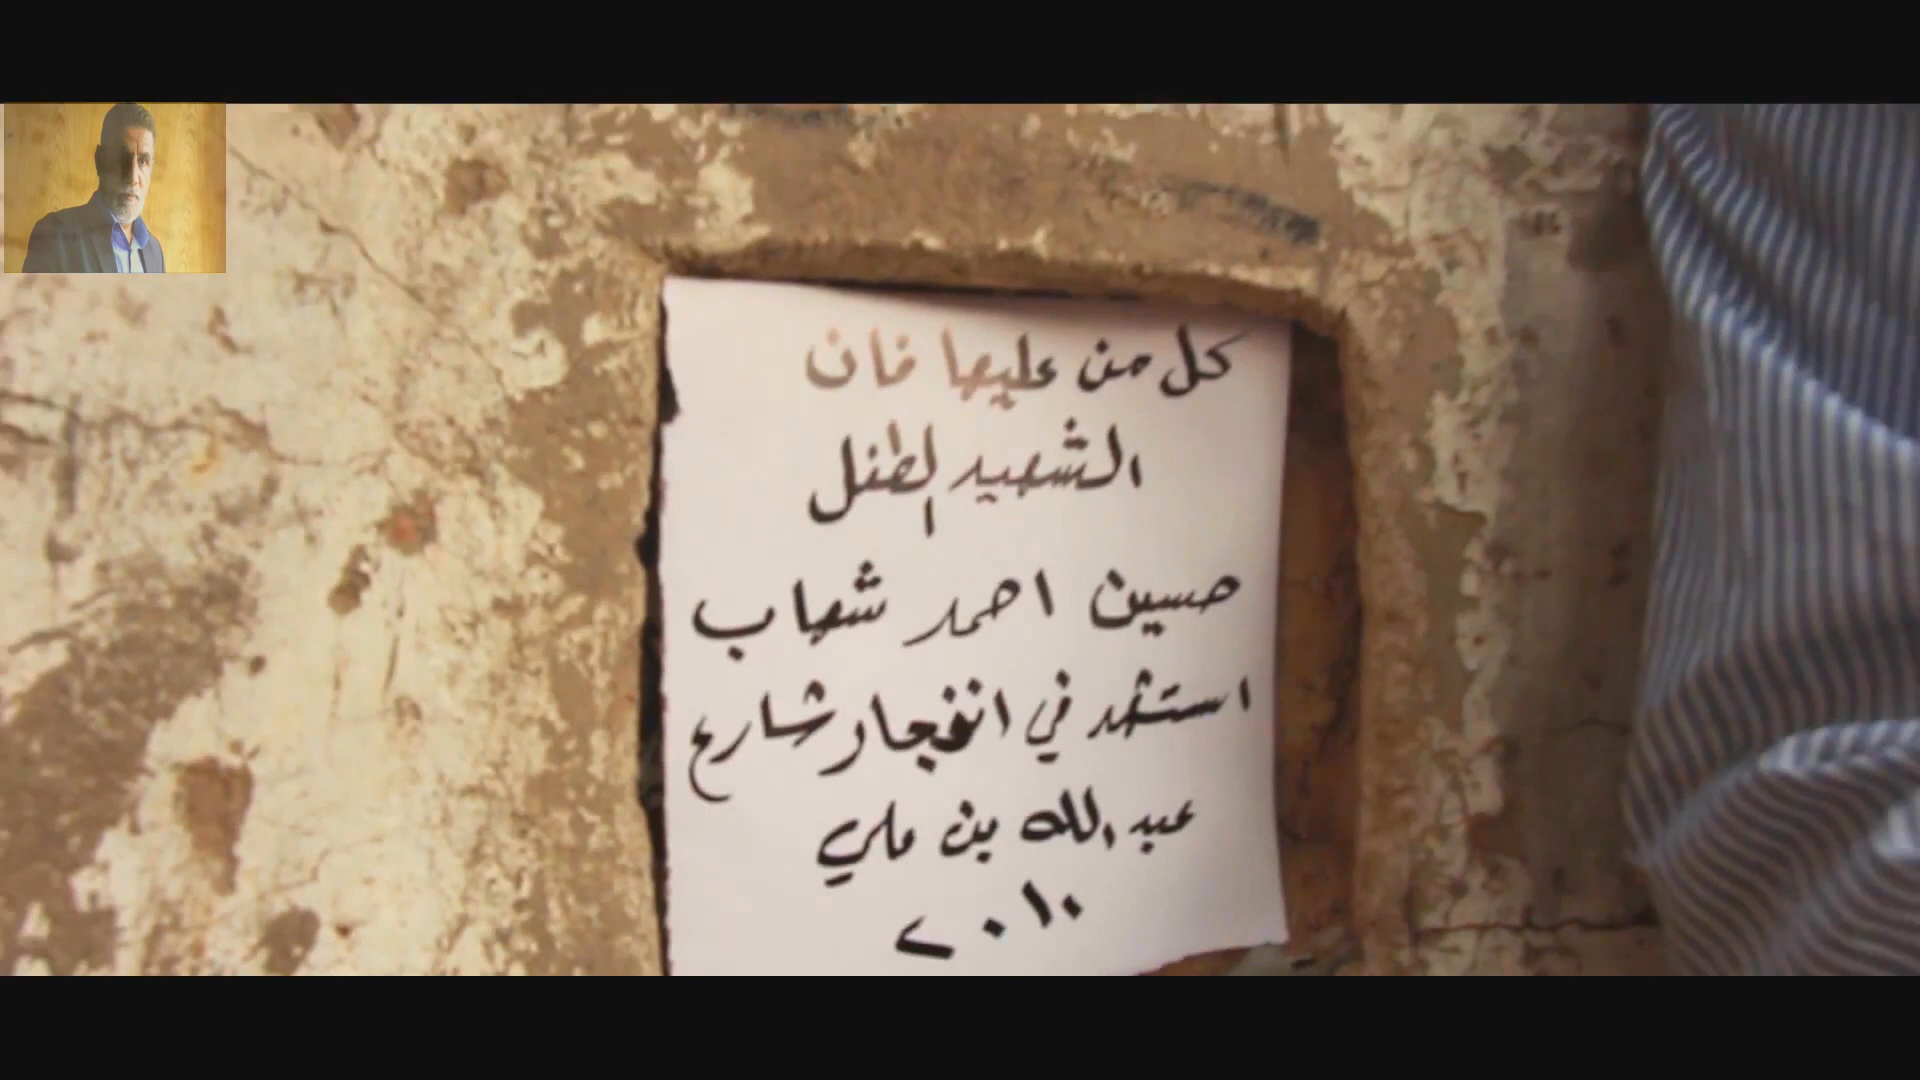 كل من عليها فان
الشهيد الطفل
حسين احمد شهاب
استشهد في انفجار شارع
عبد الله بن علي
٢٠١٠